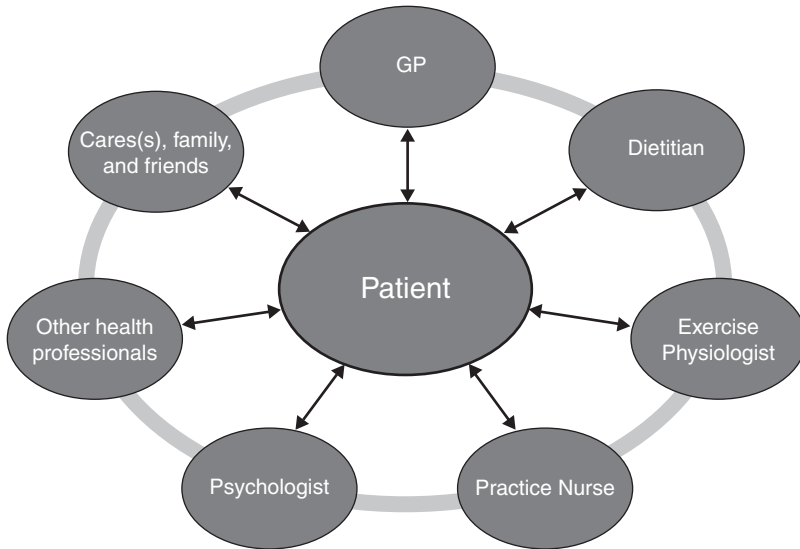 GP
Cares(s), family,
and friends
Dietitian
Patient
Other health
professionals
Exercise
Physiologist
Psychologist
Practice Nurse